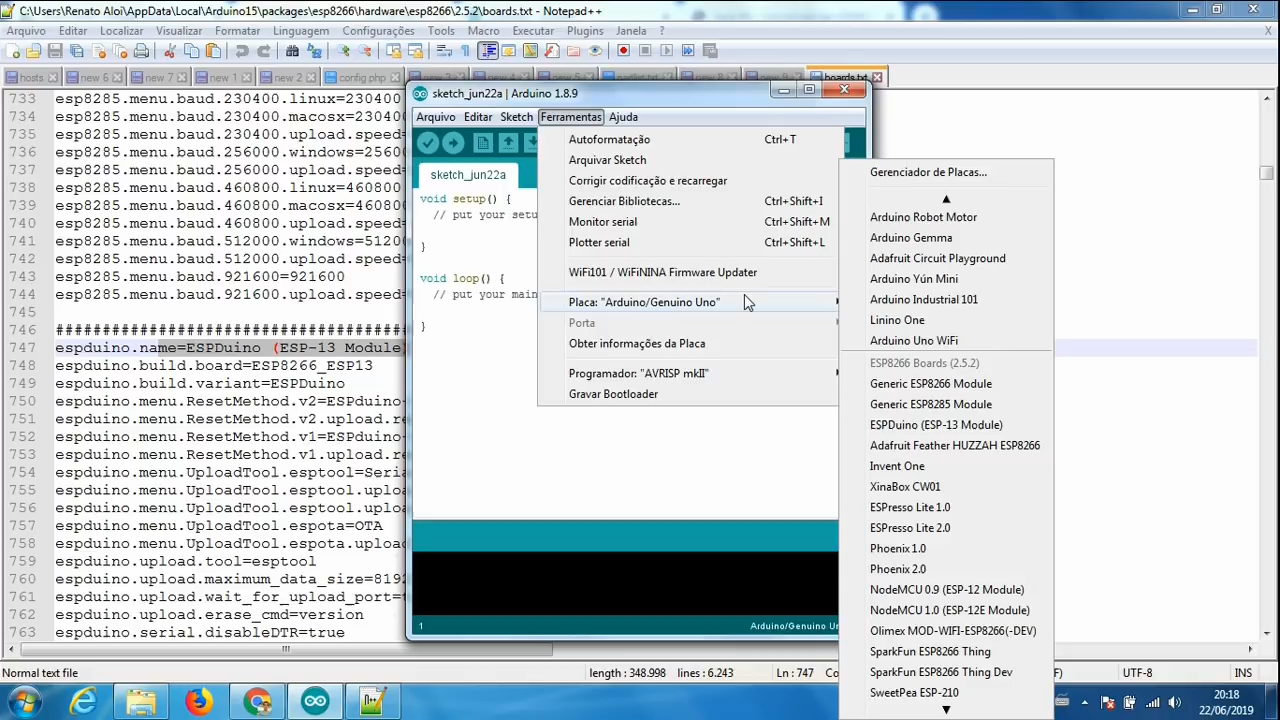 C:\Users\Renato Aloi\AppData\Local\Arduino15\packages\esp8266\hardware\esp8266\2.5.2\boards.txt - Notepad++
Arquivo Editar Localizar Visualizar Formatar Linguagem Configurações Tools Macro Executar Plugins Janela ? X
hosts new 6 new 7 new 1 new 2 config php boards.txt
733 esp8285.menu.baud.230400.linux=230400
734 esp8285.menu.baud.230400.macosx=230400
735 esp8285.menu.baud.230400.upload.speed=
736 esp8285.menu.baud.256000.windows=25600
737 esp8285.menu.baud.256000.upload.speed=
738 esp8285.menu.baud.460800.linux=460800
739 esp8285.menu.baud.460800.macosx=460800
740 esp8285.menu.baud.460800.upload.speed=
741 esp8285.menu.baud.512000.windows=51200
742 esp8285.menu.baud.512000.upload.speed=
743 esp8285.menu.baud.921600=921600
744 esp8285.menu.baud.921600.upload.speed=
745
746 ################################
747 espduino.name=ESPDuino (ESP-13 Module)
748 espduino.build.board=ESP8266_ESP13
749 espduino.build.variant=ESPDuino
750 espduino.menu.ResetMethod.v2=ESPduino-
751 espduino.menu.ResetMethod.v2.upload.re
752 espduino.menu.ResetMethod.v1=ESPduino-
753 espduino.menu.ResetMethod.v1.upload.re
754 espduino.menu.UploadTool.esptool=Seria
755 espduino.menu.UploadTool.esptool.uploa
756 espduino.menu.UploadTool.esptool.uploa
757 espduino.menu.UploadTool.espota=OTA
758 espduino.menu.UploadTool.espota.upload
759 espduino.upload.tool=esptool
760 espduino.upload.maximum_data_size=8192
761 espduino.upload.wait_for_upload_port=t
762 espduino.upload.erase_cmd=version
763 espduino.serial.disableDTR=true
sketch_jun22a | Arduino 1.8.9
Arquivo Editar Sketch Ferramentas Ajuda
sketch_jun22a
void setup() {
// put your setu
}
void loop() {
// put your main
}
1 Arduino/Genuino Un
Autoformatação Ctrl+T
Arquivar Sketch
Corrigir codificação e recarregar
Gerenciar Bibliotecas... Ctrl+Shift+I
Monitor serial Ctrl+Shift+M
Plotter serial Ctrl+Shift+L
WiFi101 / WiFiNINA Firmware Updater
Placa: "Arduino/Genuino Uno"
Porta
Obter informações da Placa
Programador: "AVRISP mkII"
Gravar Bootloader
Gerenciador de Placas...
Arduino Robot Motor
Arduino Gemma
Adafruit Circuit Playground
Arduino Yún Mini
Arduino Industrial 101
Linino One
Arduino Uno WiFi
ESP8266 Boards (2.5.2)
Generic ESP8266 Module
Generic ESP8285 Module
ESPDuino (ESP-13 Module)
Adafruit Feather HUZZAH ESP8266
Invent One
XinaBox CW01
ESPresso Lite 1.0
ESPresso Lite 2.0
Phoenix 1.0
Phoenix 2.0
NodeMCU 0.9 (ESP-12 Module)
NodeMCU 1.0 (ESP-12E Module)
Olimex MOD-WIFI-ESP8266(-DEV)
SparkFun ESP8266 Thing
SparkFun ESP8266 Thing Dev
SweetPea ESP-210
Normal text file length : 348.998 lines : 6.243 Ln : 747 Co F) UTF-8 INS
20:18
22/06/2019